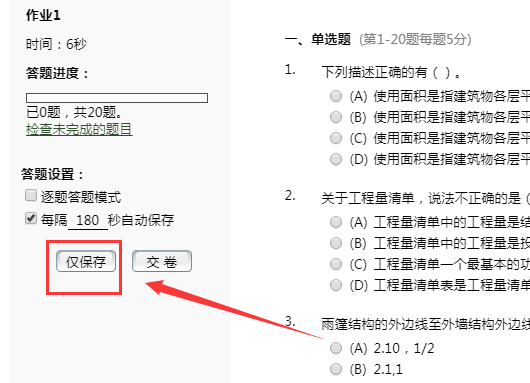 作业1
时间：6秒
答题进度：
已0题，共20题。
检查未完成的题目
答题设置：
逐题答题模式
每隔 180 秒自动保存
仅保存
交 卷
一、单选题 (第1-20题每题5分)
1. 下列描述正确的有（ ）。
(A) 使用面积是指建筑物各层平
(B) 使用面积是指建筑物各层平
(C) 使用面积是指建筑物各层平
(D) 使用面积是指建筑物各层平
2. 关于工程量清单，说法不正确的是（
(A) 工程量清单中的工程量是结
(B) 工程量清单中的工程量是投
(C) 工程量清单一个最基本的功
(D) 工程量清单表是工程量清单
3. 雨篷结构的外边线至外墙结构外边线
(A) 2.10，1/2
(B) 2.1,1